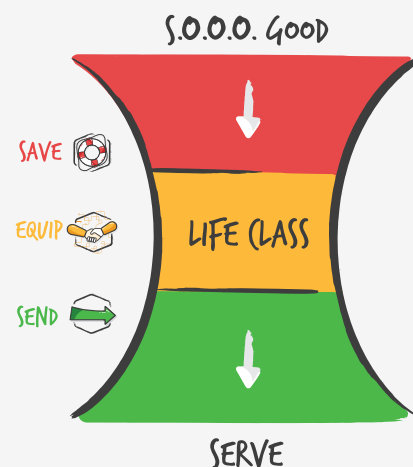 S.O.O.O. GOOD
SAVE
EQUIP
LIFE CLASS
SEND
SERVE